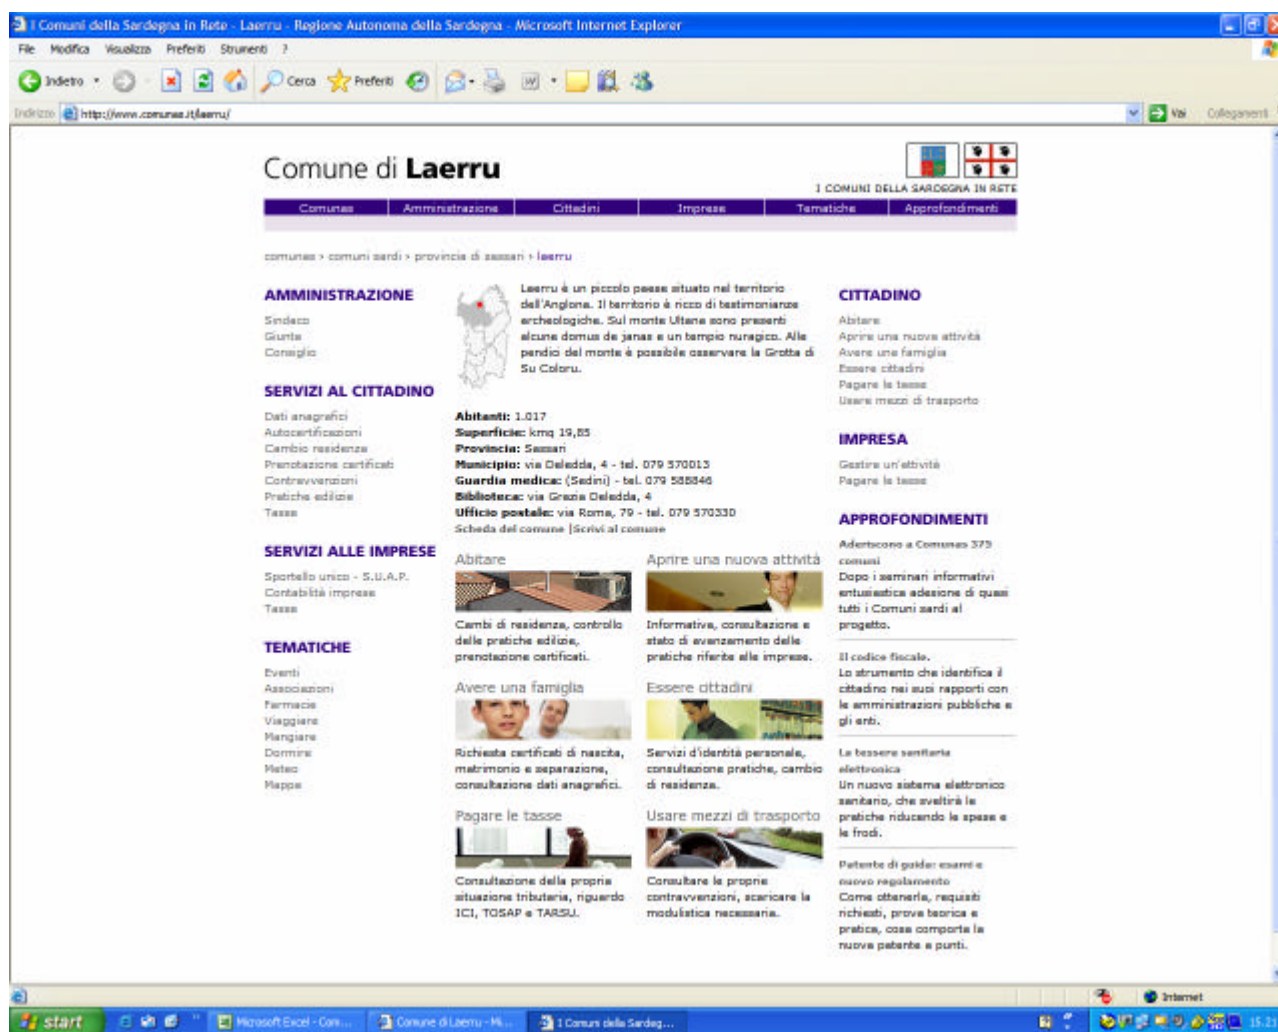 I Comuni della Sardegna in Rete - Laerru - Regione Autonoma della Sardegna - Microsoft Internet Explorer
File Modifica Visualizza Preferiti Strumenti ?
Indietro Cerca Preferiti
Indirizzo http://www.comunas.it/laerru/ Vai Collegamenti
Comune di Laerru
I COMUNI DELLA SARDEGNA IN RETE
Comunas Amministrazione Cittadini Imprese Tematiche Approfondimenti
comunas > comuni sardi > provincia di sassari > laerru
AMMINISTRAZIONE
Sindaco
Giunta
Consiglio
SERVIZI AL CITTADINO
Dati anagrafici
Autocertificazioni
Cambio residenza
Prenotazione certificati
Contravvenzioni
Pratiche edilizie
Tasse
SERVIZI ALLE IMPRESE
Sportello unico - S.U.A.P.
Contabilità imprese
Tasse
TEMATICHE
Eventi
Associazioni
Farmacie
Viaggiare
Mangiare
Dormire
Meteo
Mappe
Laerru è un piccolo paese situato nel territorio
dell'Anglona. Il territorio è ricco di testimonianze
archeologiche. Sul monte Ultana sono presenti
alcune domus de janas e un tempio nuragico. Alle
pendici del monte è possibile osservare la Grotta di
Su Coloru.
Abitanti: 1.017
Superficie: kmq 19,85
Provincia: Sassari
Municipio: via Deledda, 4 - tel. 079 570013
Guardia medica: (Sedini) - tel. 079 588846
Biblioteca: via Grazia Deledda, 4
Ufficio postale: via Roma, 79 - tel. 079 570330
Scheda del comune |Scrivi al comune
Abitare
Cambi di residenza, controllo
delle pratiche edilizie,
prenotazione certificati.
Aprire una nuova attività
Informativa, consultazione e
stato di avanzamento delle
pratiche riferite alle imprese.
Avere una famiglia
Richiesta certificati di nascita,
matrimonio e separazione,
consultazione dati anagrafici.
Essere cittadini
Servizi d'identità personale,
consultazione pratiche, cambio
di residenza.
Pagare le tasse
Consultazione della propria
situazione tributaria, riguardo
ICI, TOSAP e TARSU.
Usare mezzi di trasporto
Consultare le proprie
contravvenzioni, scaricare la
modulistica necessaria.
CITTADINO
Abitare
Aprire una nuova attività
Avere una famiglia
Essere cittadini
Pagare le tasse
Usare mezzi di trasporto
IMPRESA
Gestire un'attività
Pagare le tasse
APPROFONDIMENTI
Aderiscono a Comunas 375
comuni
Dopo i seminari informativi
entusiastica adesione di quasi
tutti i Comuni sardi al
progetto.
Il codice fiscale.
Lo strumento che identifica il
cittadino nei suoi rapporti con
le amministrazioni pubbliche e
gli enti.
La tessera sanitaria
elettronica
Un nuovo sistema elettronico
sanitario, che sveltirà le
pratiche riducendo le spese e
le frodi.
Patente di guida: esami e
nuovo regolamento
Come ottenerla, requisiti
richiesti, prova teorica e
pratica, cosa comporta la
nuova patente a punti.
Internet
start Microsoft Excel - Com... Comune di Laerru - Mi... I Comuni della Sardeg... 15.21